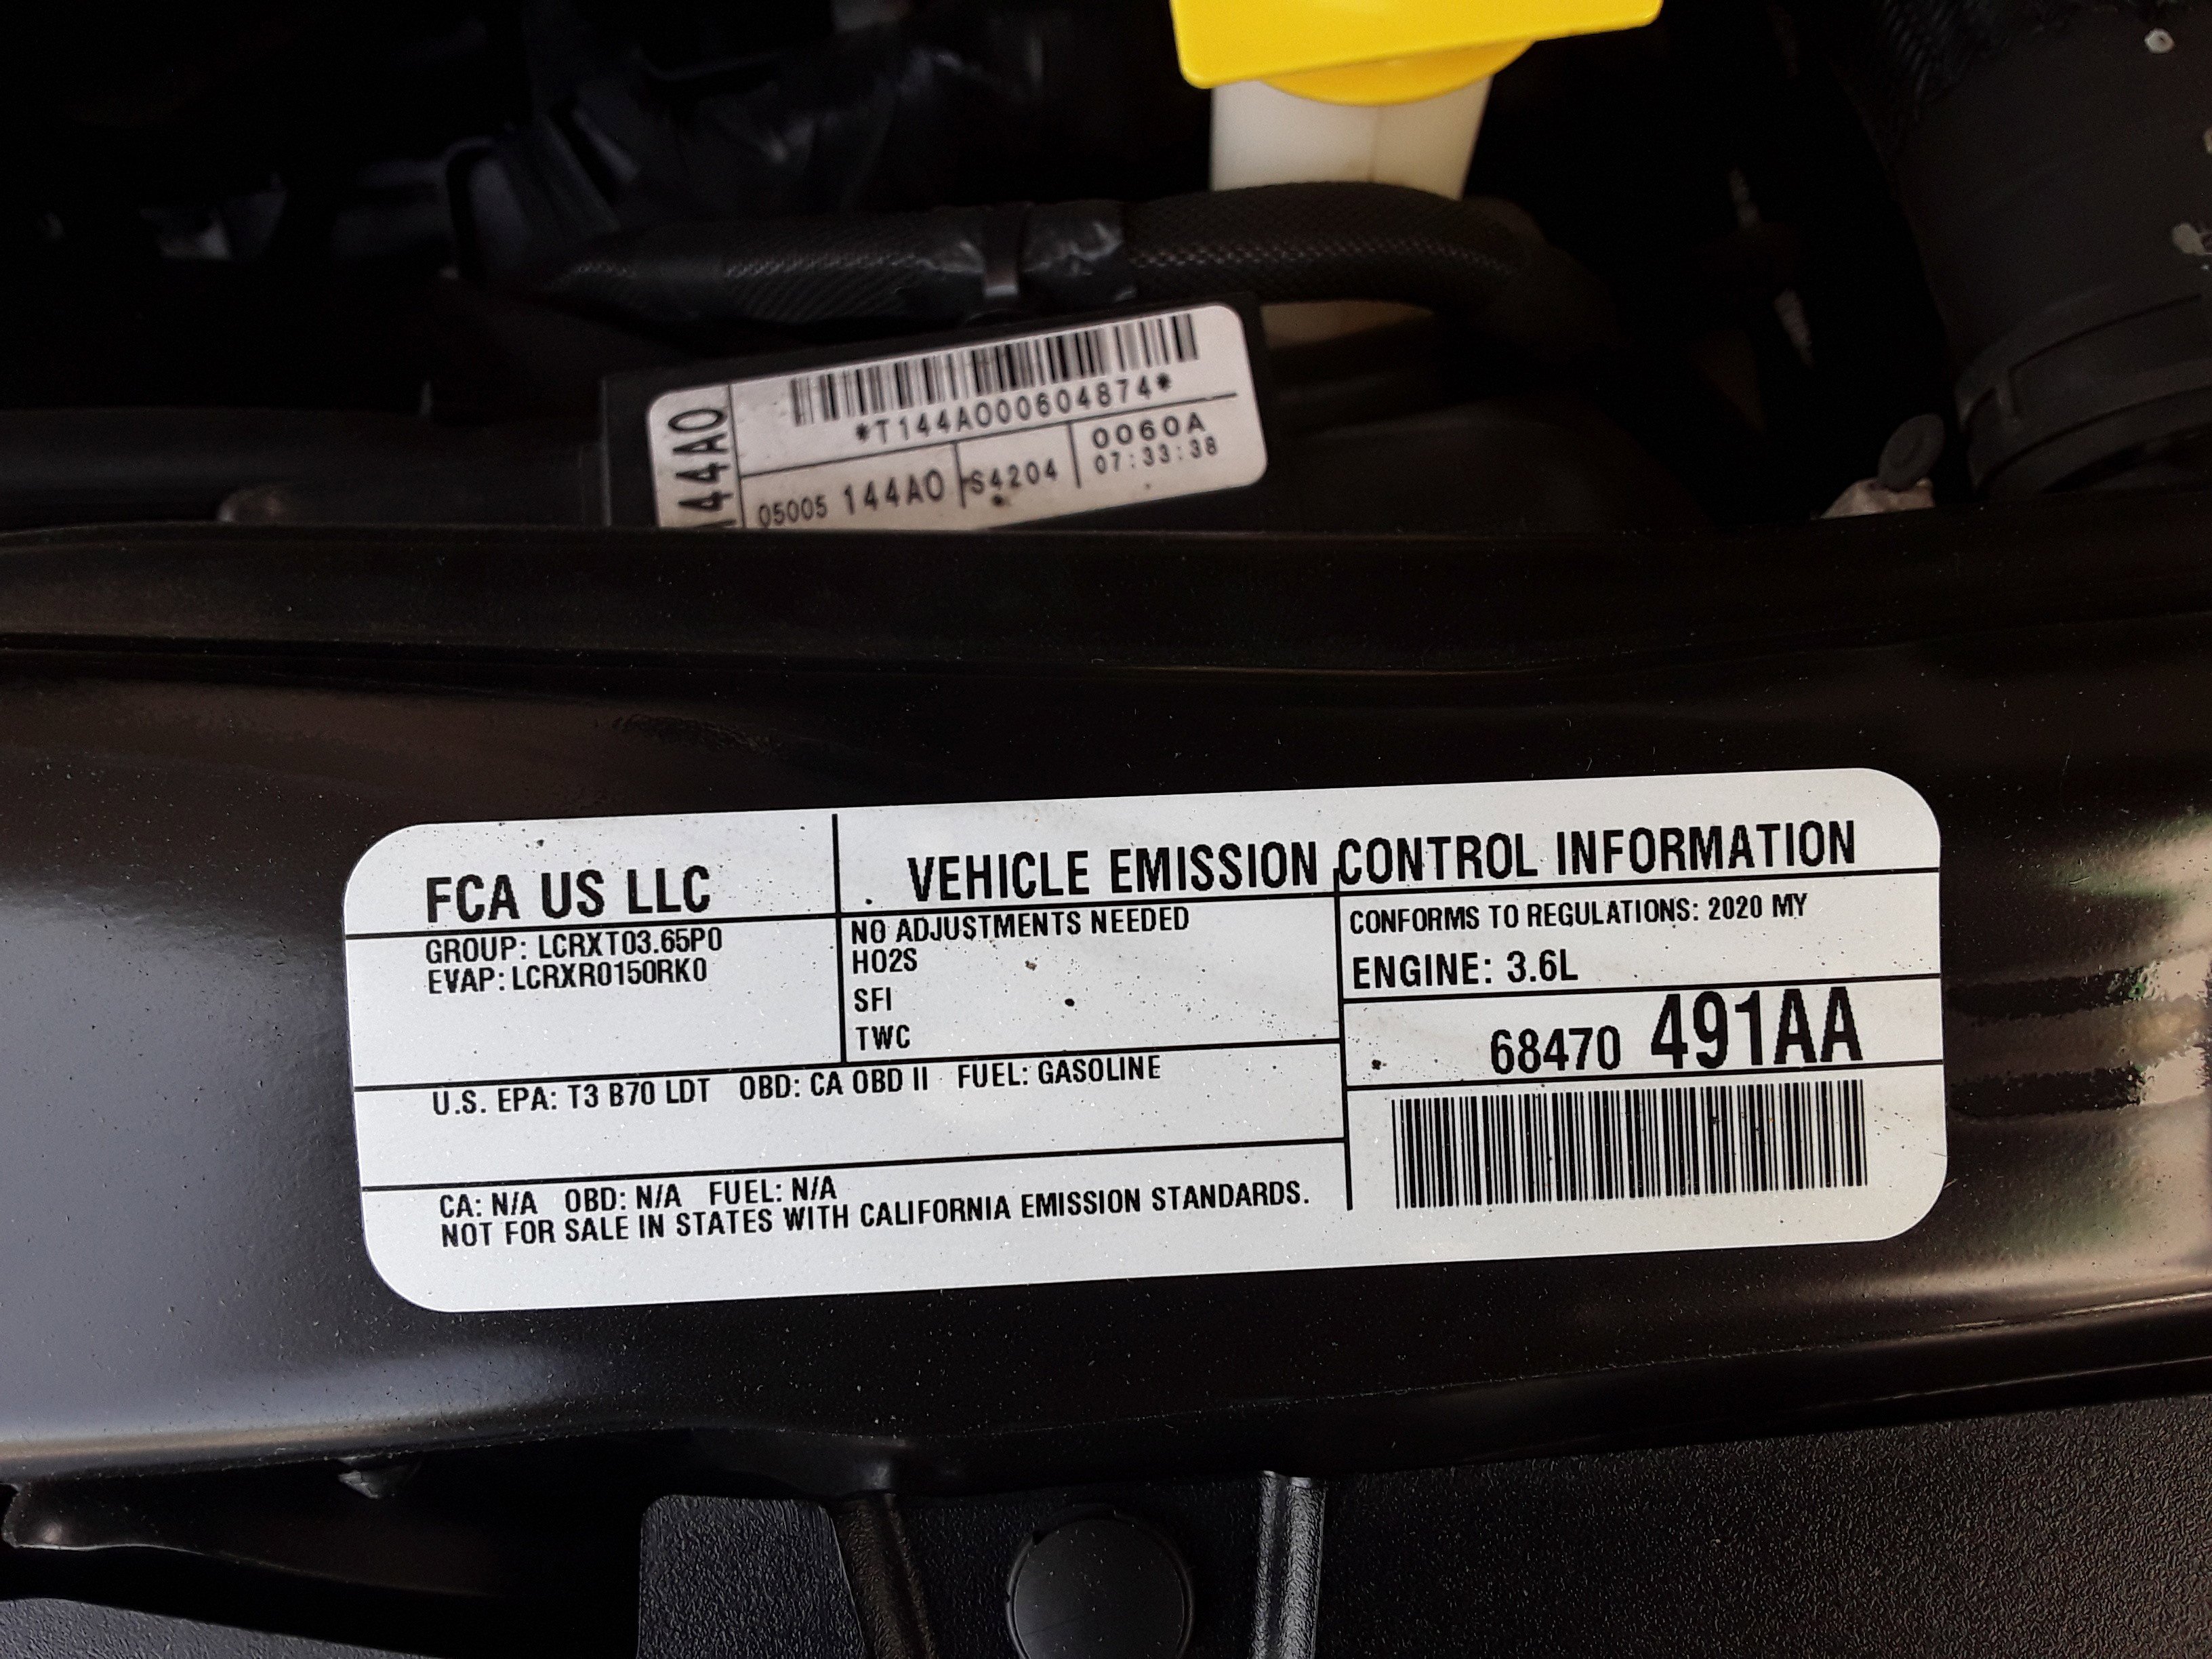 144AO
*T144AO00604874*
05005 144AO S4204 0060A
07:33:38
FCA US LLC
VEHICLE EMISSION CONTROL INFORMATION
GROUP: LCRXT03.65P0
EVAP: LCRXR0150RK0
NO ADJUSTMENTS NEEDED
HO2S
SFI
TWC
CONFORMS TO REGULATIONS: 2020 MY
ENGINE: 3.6L
68470 491AA
U.S. EPA: T3 B70 LDT OBD: CA OBD II FUEL: GASOLINE
CA: N/A OBD: N/A FUEL: N/A
NOT FOR SALE IN STATES WITH CALIFORNIA EMISSION STANDARDS.